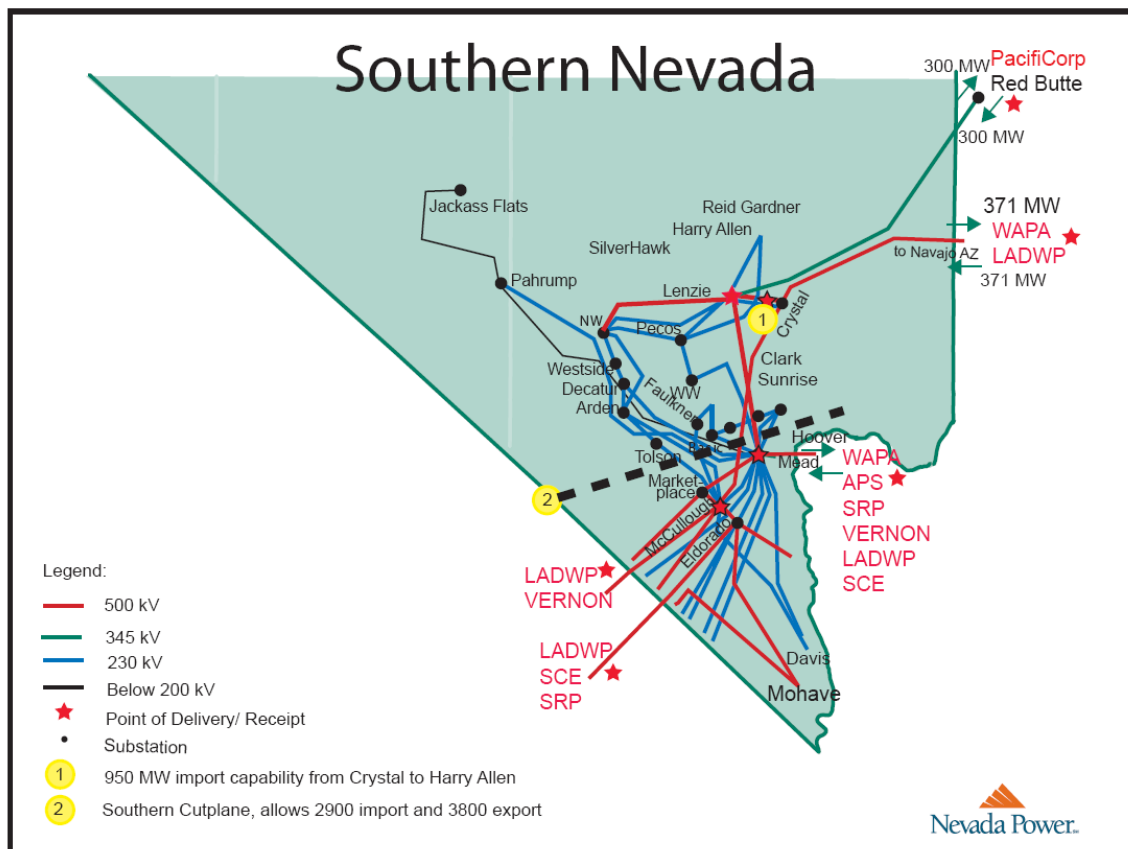 Southern Nevada
PacifiCorp
300 MW
Red Butte
300 MW
Jackass Flats
Reid Gardner
Harry Allen
SilverHawk
371 MW
WAPA
LADWP
to Navajo AZ
371 MW
Pahrump
Lenzie
Crystal
1
NW
Pecos
Westside
Decatur
Arden
Faulkner
WW
Clark
Sunrise
Tolson
Hoover
Mead
Market-
place
McCullough
Eldorado
2
WAPA
APS
SRP
VERNON
LADWP
SCE
LADWP
VERNON
LADWP
SCE
SRP
Davis
Mohave
Legend:
500 kV
345 kV
230 kV
Below 200 kV
Point of Delivery/ Receipt
Substation
1 950 MW import capability from Crystal to Harry Allen
2 Southern Cutplane, allows 2900 import and 3800 export
Nevada Power